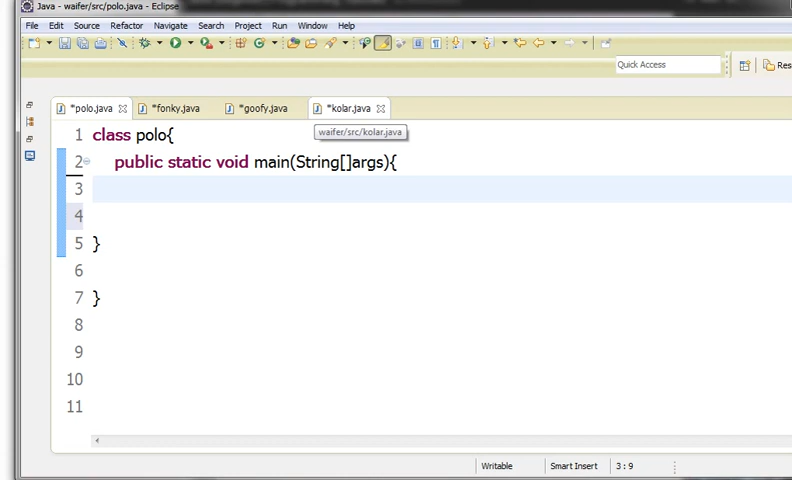 Java - waifer/src/polo.java - Eclipse
File Edit Source Refactor Navigate Search Project Run Window Help
Quick Access
*polo.java *fonky.java *goofy.java *kolar.java
waifer/src/kolar.java
1 class polo{
2 public static void main(String[]args){
3
4
5 }
6
7 }
8
9
10
11
Writable Smart Insert 3 : 9